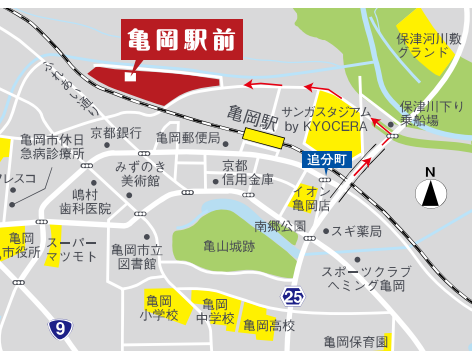 亀岡駅前
保津川河川敷
グランド
ふれあい通り
亀岡駅
サンガスタジアム
by KYOCERA
保津川下り
乗船場
京都銀行
亀岡郵便局
亀岡市休日
急病診療所
追分町
N
みずのき
美術館
京都
信用金庫
フレスコ
イオン
亀岡店
嶋村
歯科医院
南郷公園
スギ薬局
亀岡
市役所
スーパー
マツモト
亀岡市立
図書館
亀山城跡
スポーツクラブ
ヘミング亀岡
25
亀岡
小学校
亀岡
中学校
亀岡高校
9
亀岡保育園